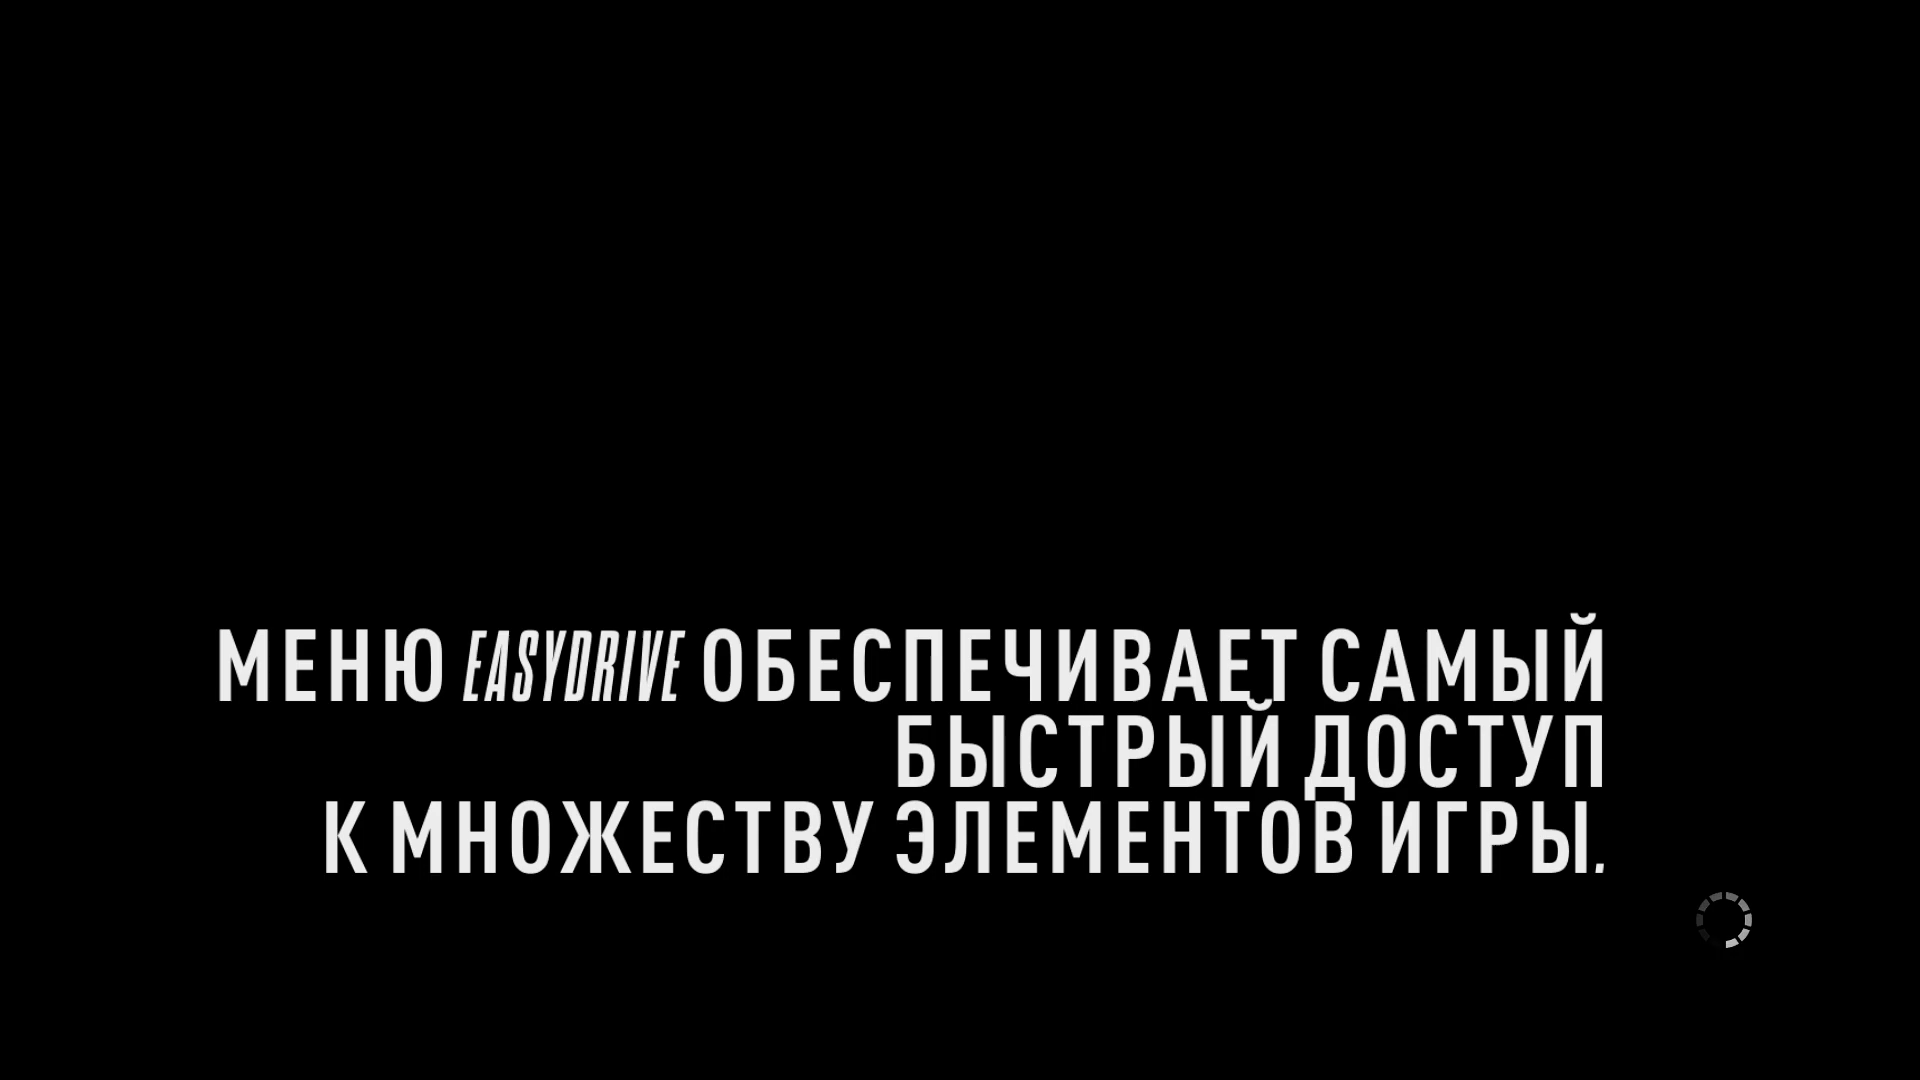 МЕНЮ EASYDRIVE ОБЕСПЕЧИВАЕТ САМЫЙ
БЫСТРЫЙ ДОСТУП
К МНОЖЕСТВУ ЭЛЕМЕНТОВ ИГРЫ.